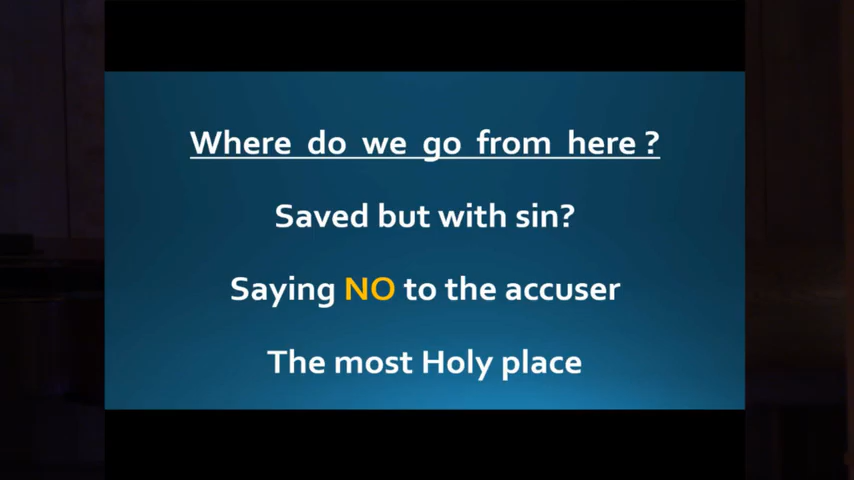 Where do we go from here ?
Saved but with sin?
Saying NO to the accuser
The most Holy place